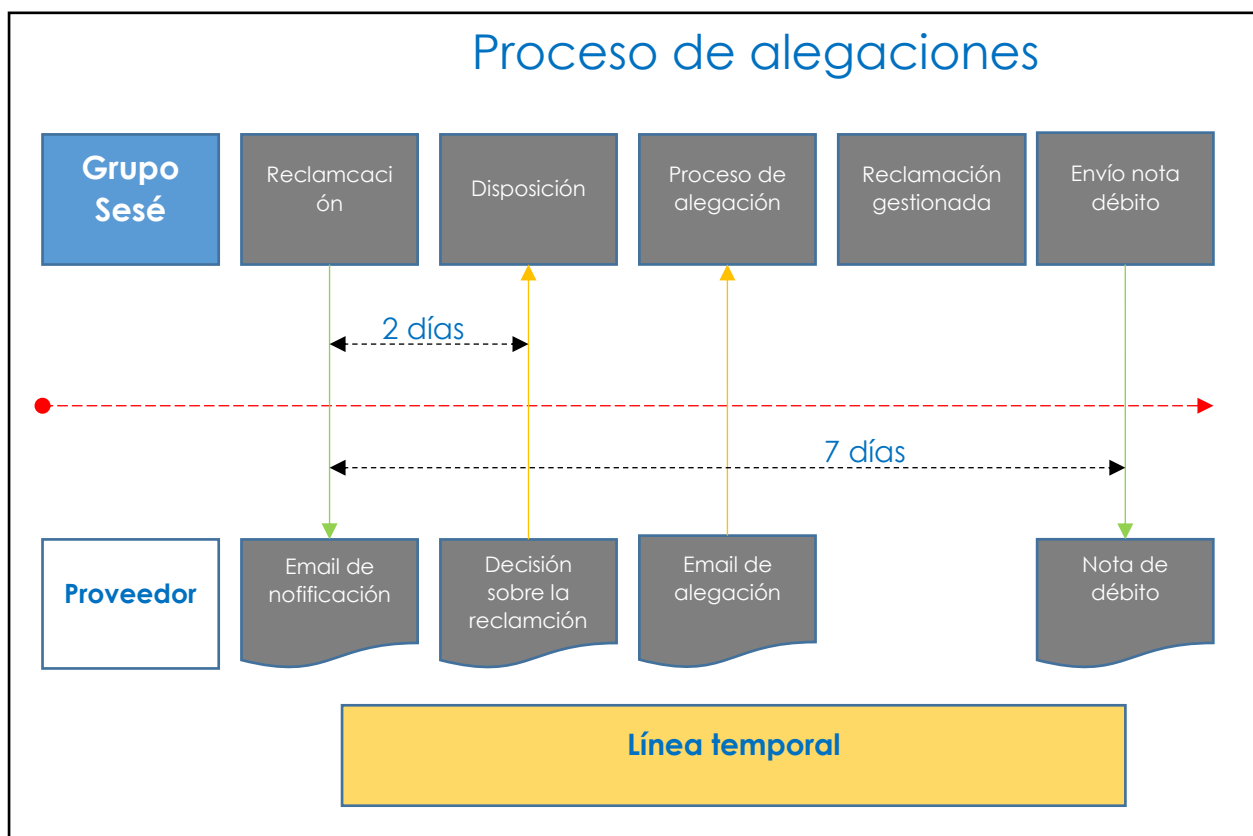 Proceso de alegaciones
Grupo
Sesé
Reclamcaci
ón
Disposición
Proceso de
alegación
Reclamación
gestionada
Envío nota
débito
2 días
7 días
Proveedor
Email de
nofificación
Decisión
sobre la
reclamción
Email de
alegación
Nota de
débito
Línea temporal